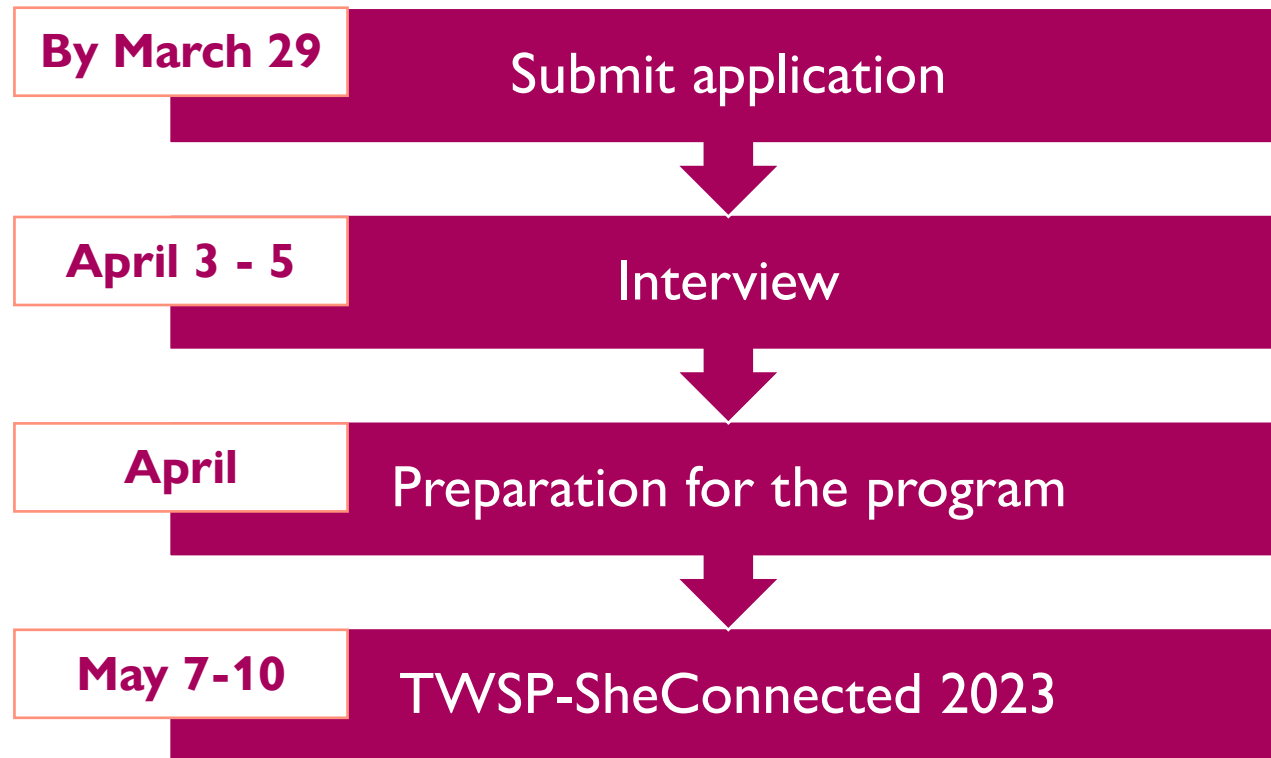 By March 29
Submit application
April 3 - 5
Interview
April
Preparation for the program
May 7-10
TWSP-SheConnected 2023